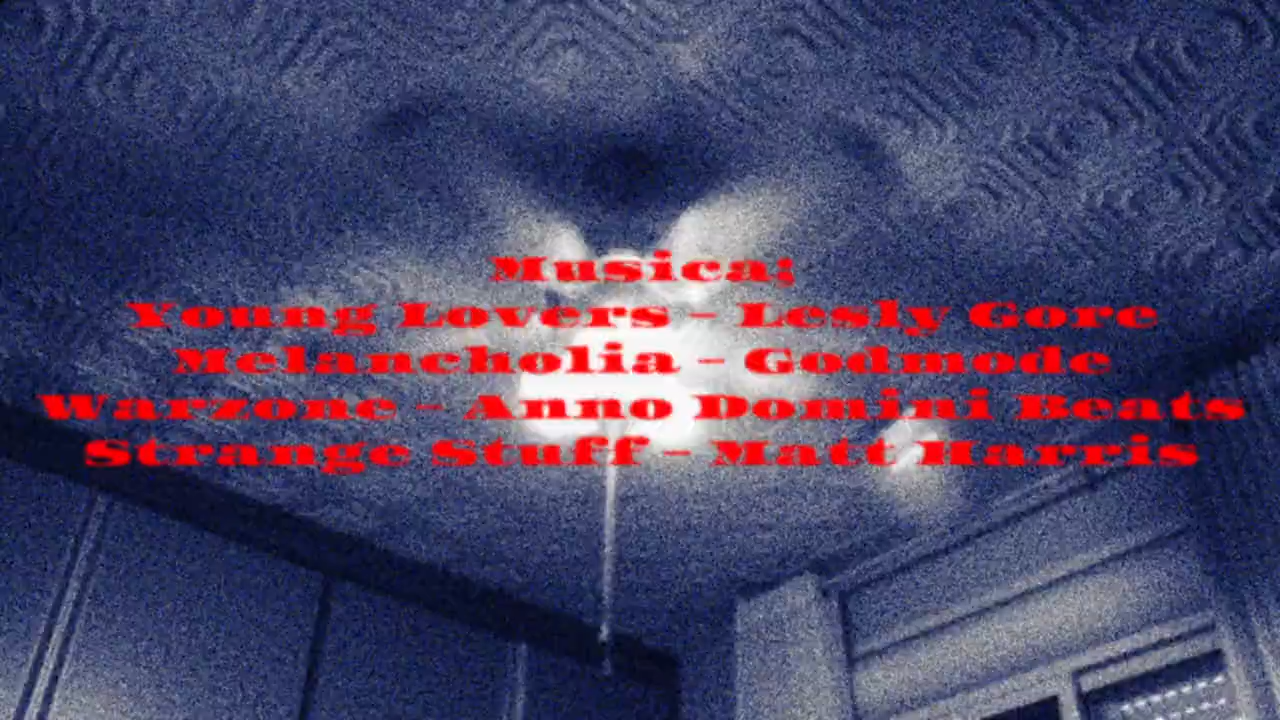 Musica:
Young Lovers - Lesly Gore
Melancholia - Godmode
Warzone - Anno Domini Beats
Strange Stuff - Matt Harris